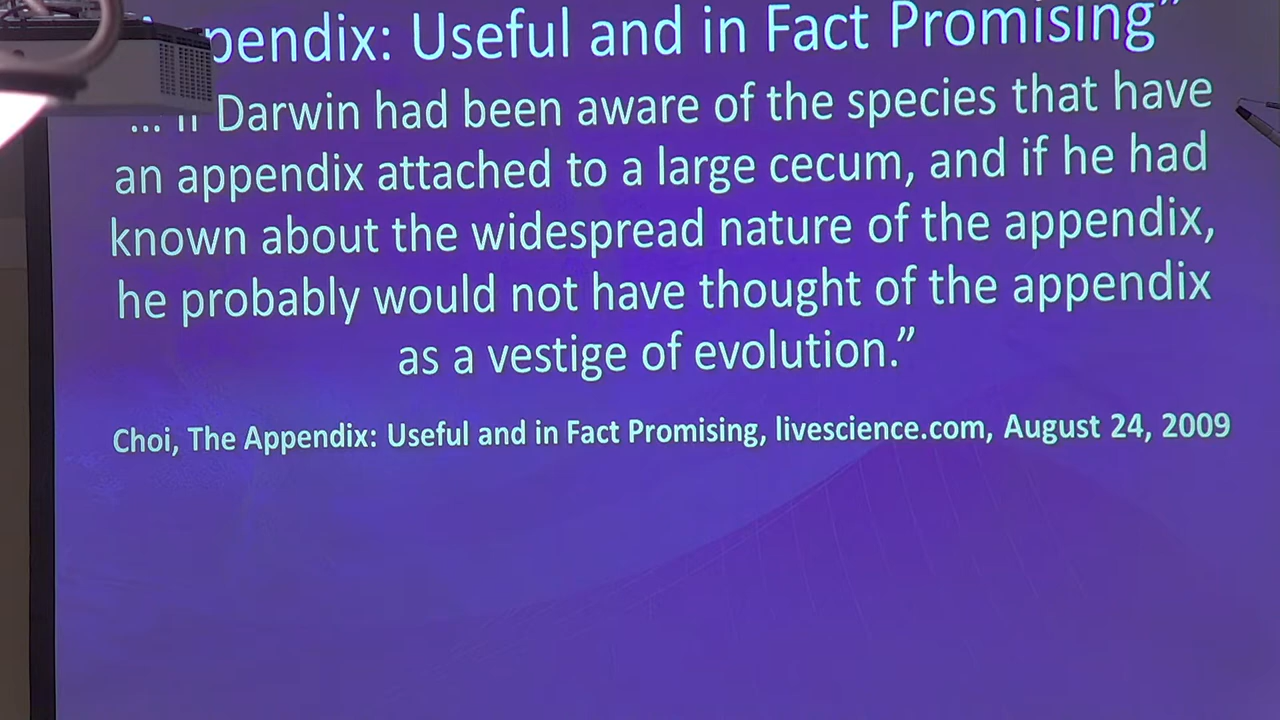 pendix: Useful and in Fact Promising”
... If Darwin had been aware of the species that have
an appendix attached to a large cecum, and if he had
known about the widespread nature of the appendix,
he probably would not have thought of the appendix
as a vestige of evolution.”
Choi, The Appendix: Useful and in Fact Promising, livescience.com, August 24, 2009